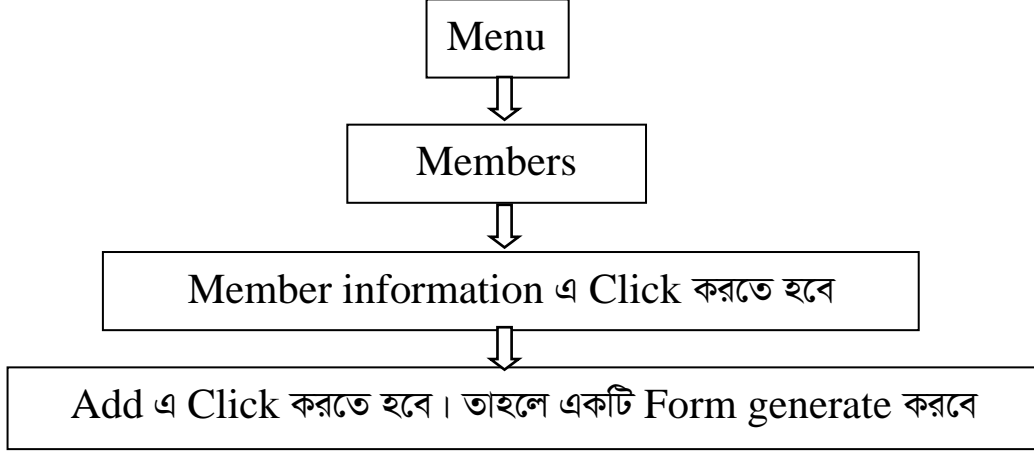 Menu
Members
Member information এ Click করতে হবে
Add এ Click করতে হবে। তাহলে একটি Form generate করবে